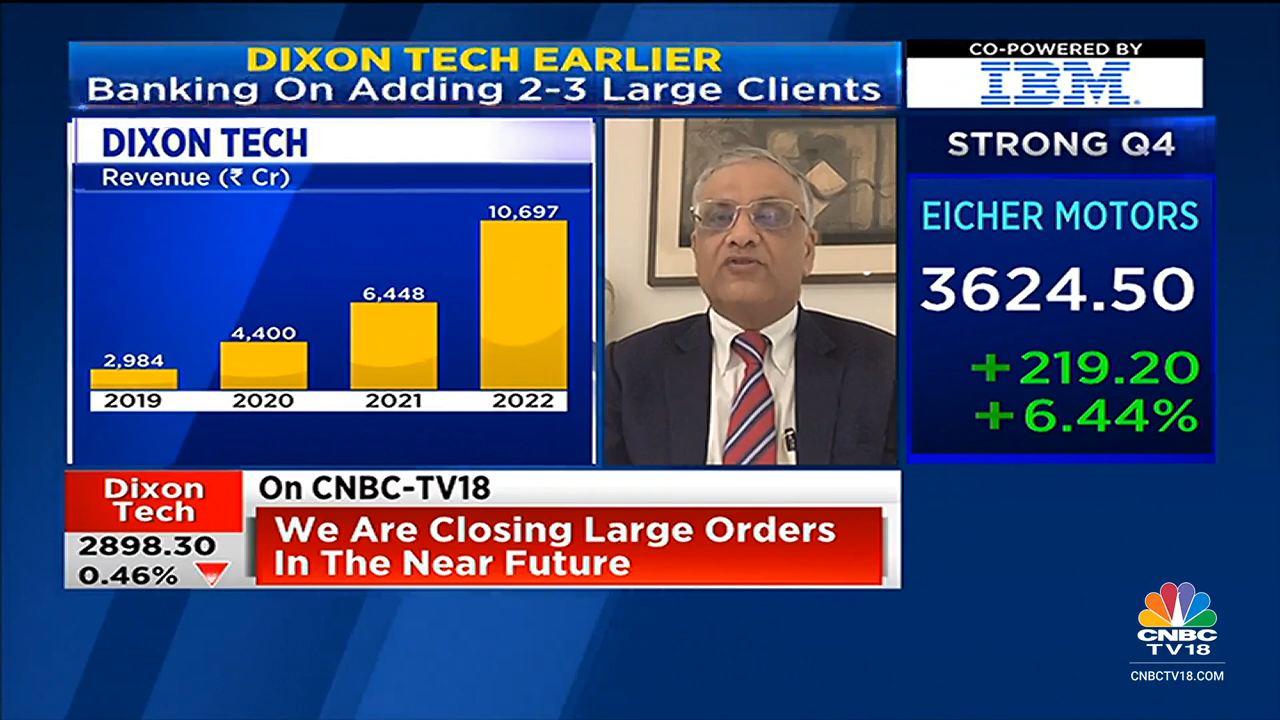 DIXON TECH EARLIER
Banking On Adding 2-3 Large Clients
CO-POWERED BY
IBM
DIXON TECH
Revenue (₹ Cr)
2,984
4,400
6,448
10,697
2019
2020
2021
2022
STRONG Q4
EICHER MOTORS
3624.50
+219.20
+6.44%
Dixon
Tech
2898.30
0.46%
On CNBC-TV18
We Are Closing Large Orders
In The Near Future
CNBC
TV18
CNBCTV18.COM